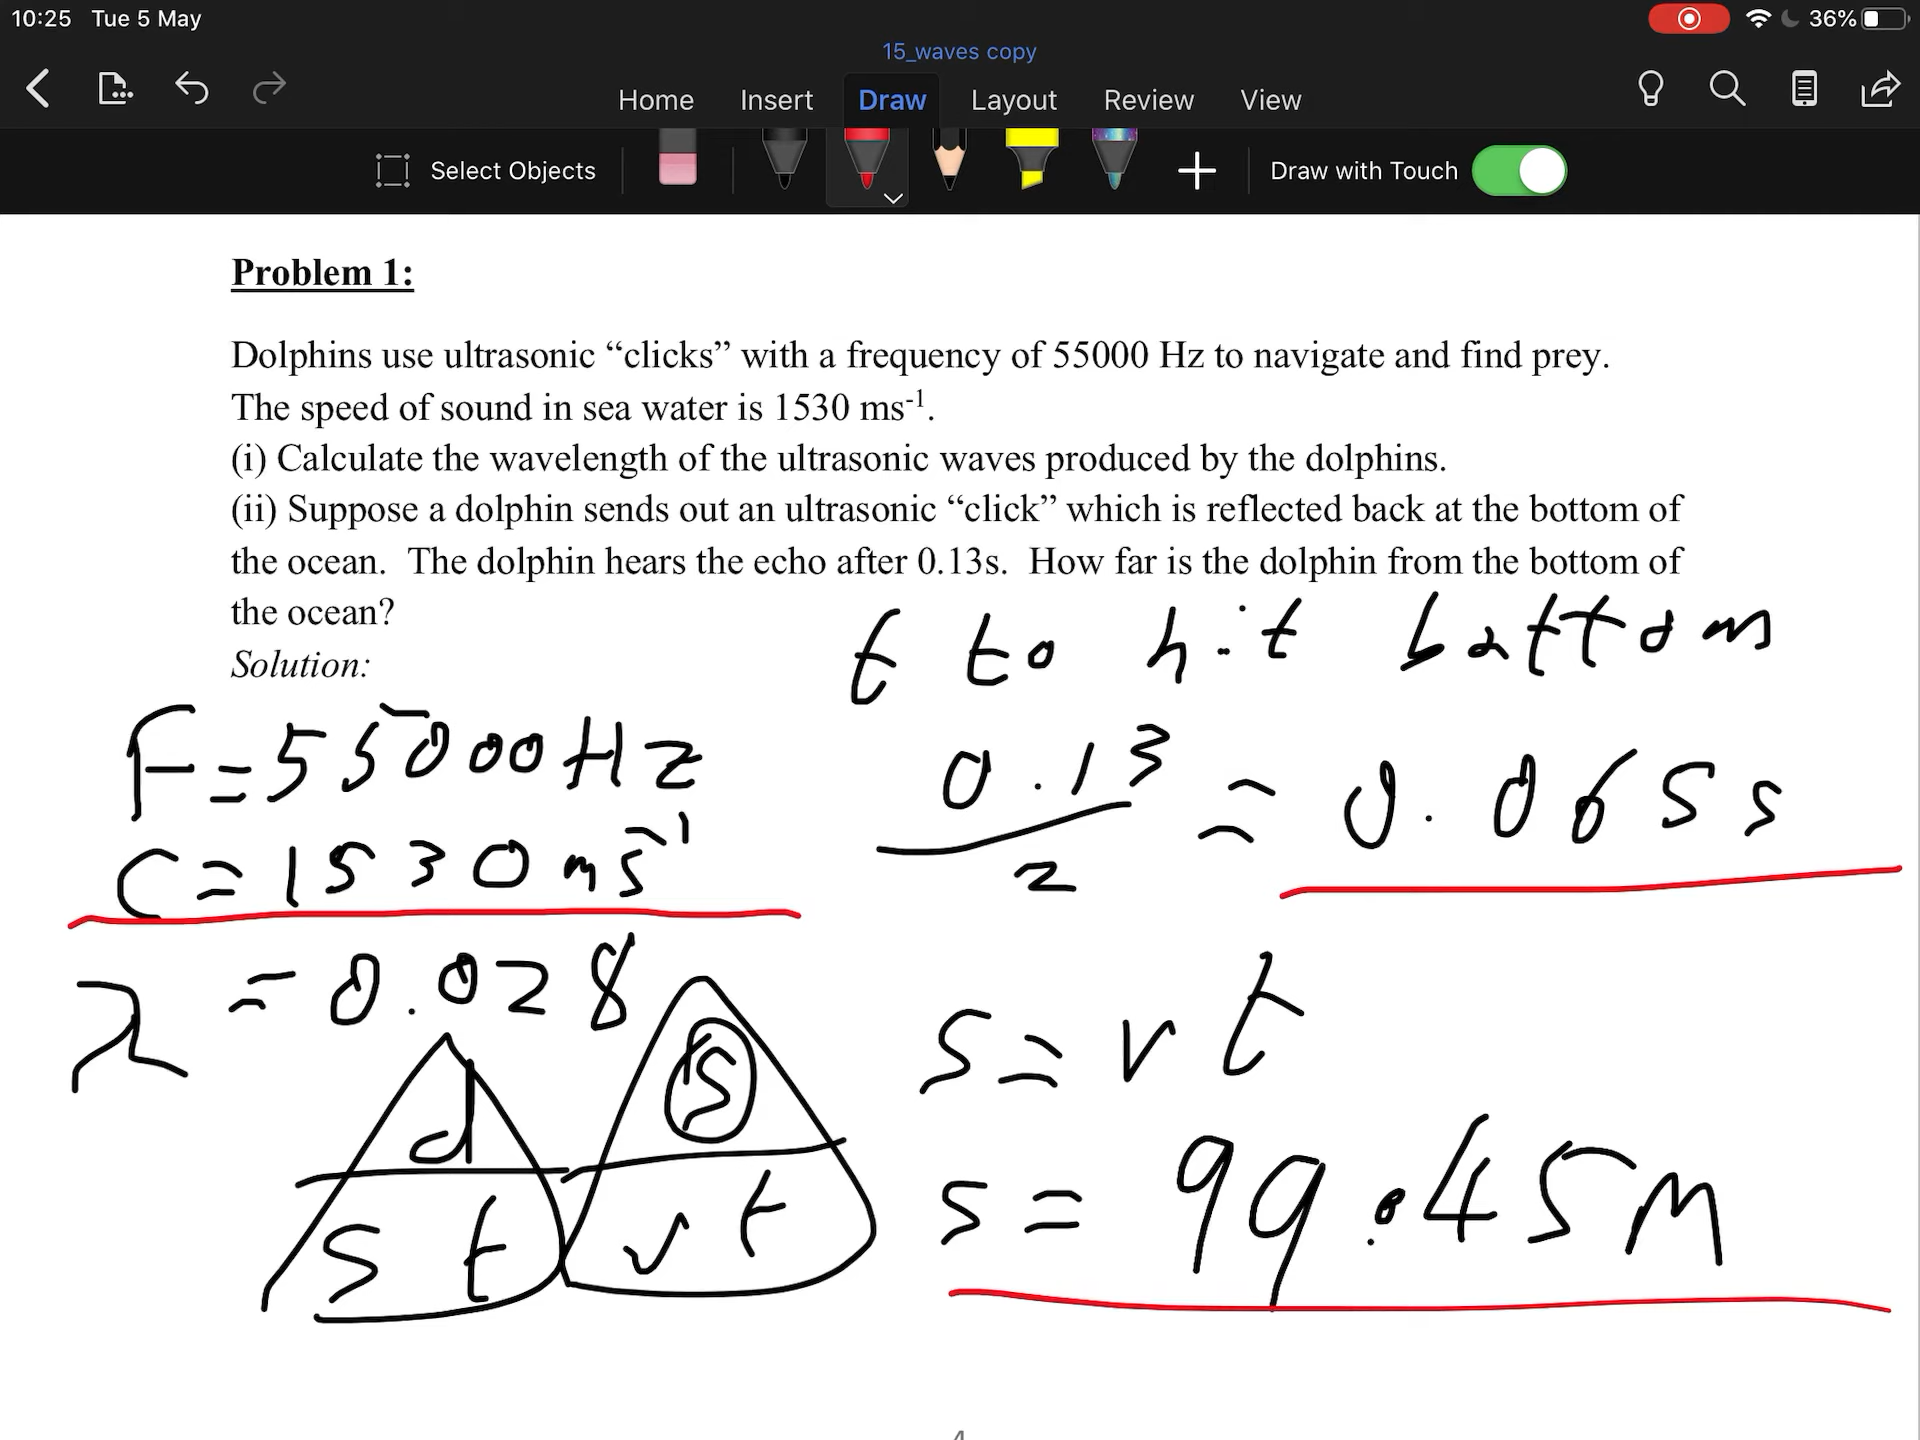 10:25 Tue 5 May
36%
15_waves copy
Home Insert Draw Layout Review View
Select Objects
Draw with Touch
Problem 1:
Dolphins use ultrasonic “clicks” with a frequency of 55000 Hz to navigate and find prey.
The speed of sound in sea water is 1530 ms⁻¹.
(i) Calculate the wavelength of the ultrasonic waves produced by the dolphins.
(ii) Suppose a dolphin sends out an ultrasonic “click” which is reflected back at the bottom of
the ocean. The dolphin hears the echo after 0.13s. How far is the dolphin from the bottom of
the ocean?
Solution:
F=55000Hz
C=1530ms⁻¹
λ=0.028
d
s t
s
v t
t to hit bottom
0.13/2 = 0.065s
s=vt
s=99.45m